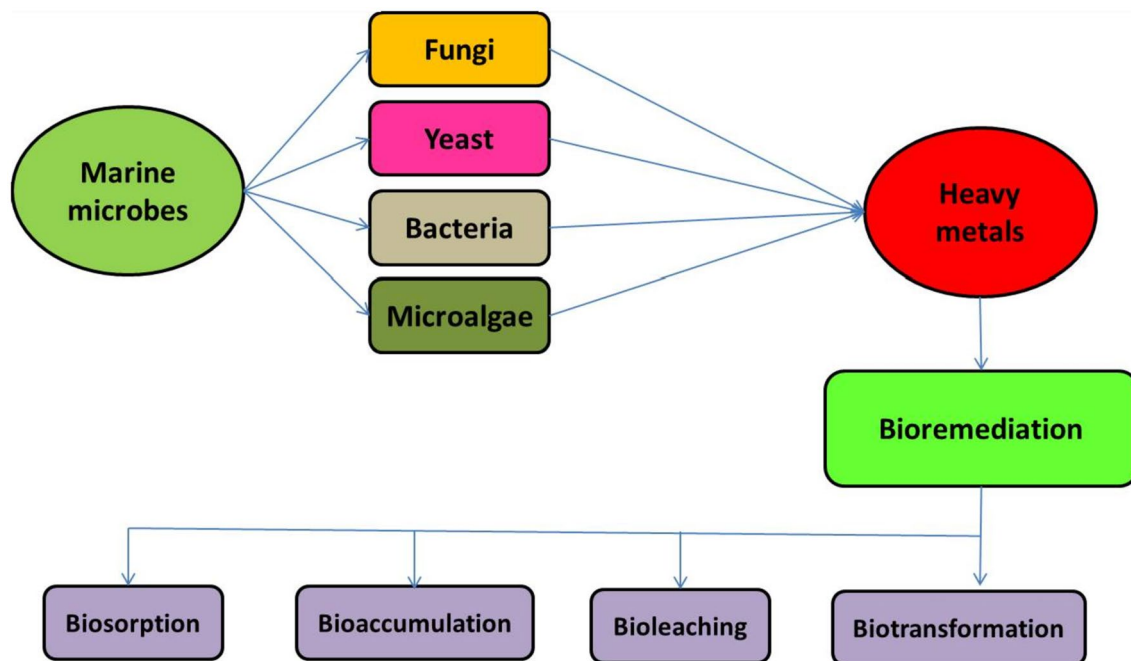 Fungi
Yeast
Marine
microbes
Bacteria
Microalgae
Heavy
metals
Bioremediation
Biosorption
Bioaccumulation
Bioleaching
Biotransformation